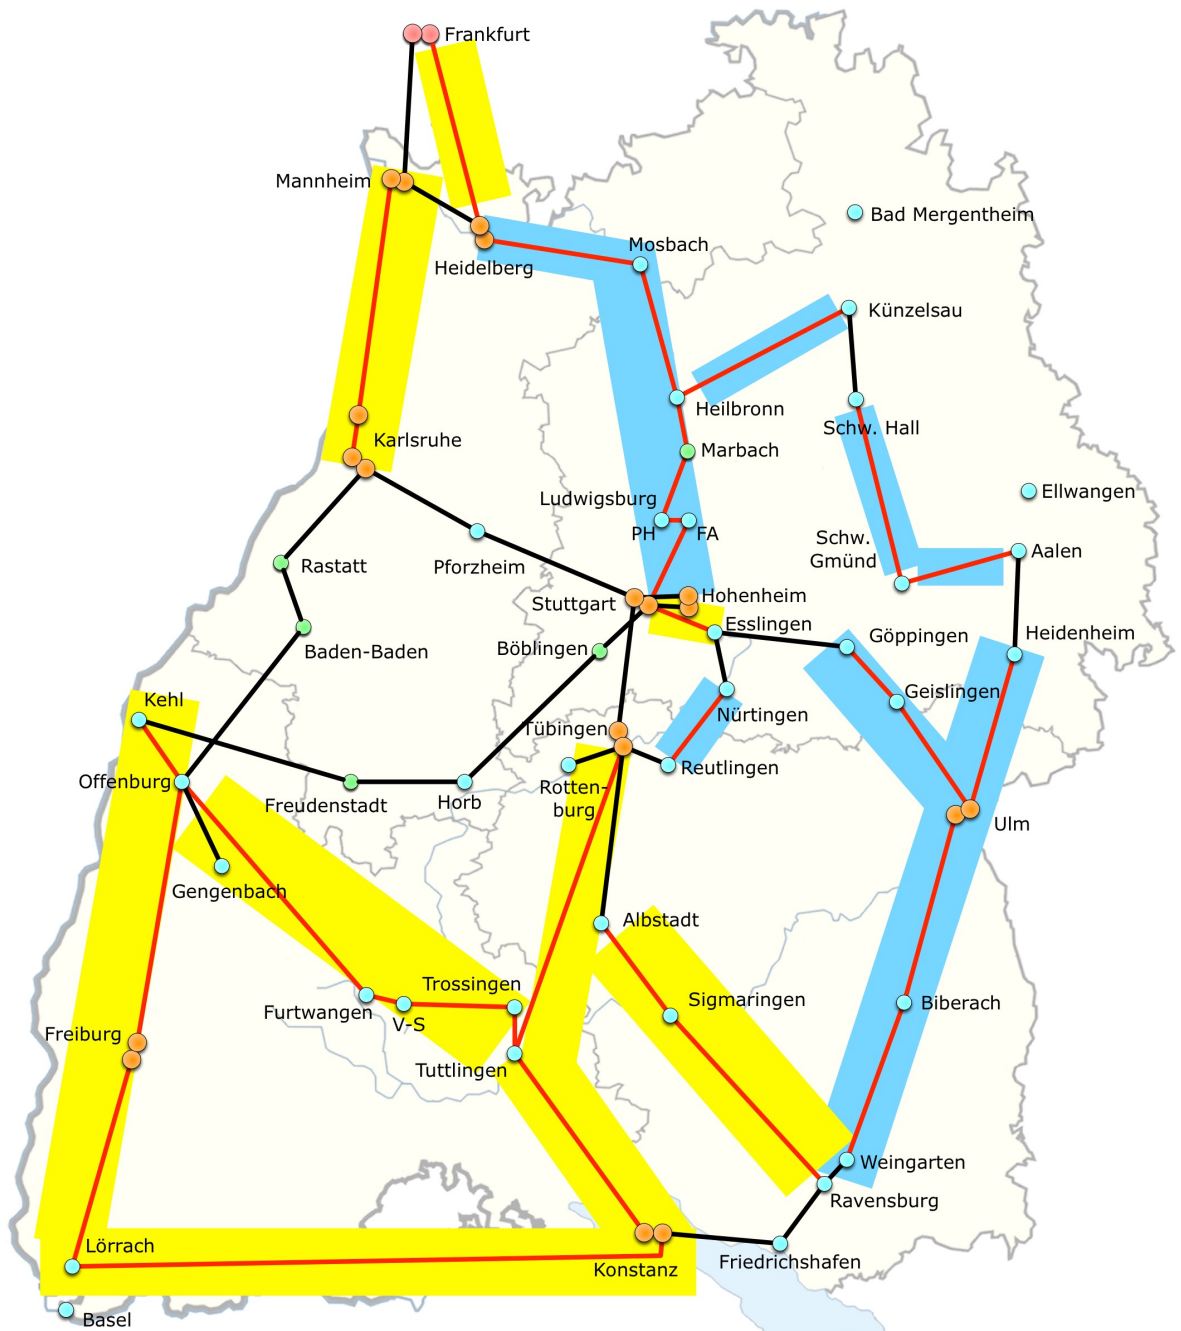 Frankfurt
Mannheim
Bad Mergentheim
Mosbach
Heidelberg
Künzelsau
Heilbronn
Schw. Hall
Karlsruhe
Marbach
Ellwangen
Ludwigsburg
PH
FA
Schw.
Gmünd
Aalen
Rastatt
Pforzheim
Hohenheim
Stuttgart
Esslingen
Göppingen
Heidenheim
Böblingen
Baden-Baden
Geislingen
Kehl
Nürtingen
Tübingen
Reutlingen
Offenburg
Rotten-
burg
Freudenstadt
Horb
Ulm
Gengenbach
Albstadt
Trossingen
Sigmaringen
Biberach
Furtwangen
V-S
Freiburg
Tuttlingen
Weingarten
Ravensburg
Lörrach
Konstanz
Friedrichshafen
Basel